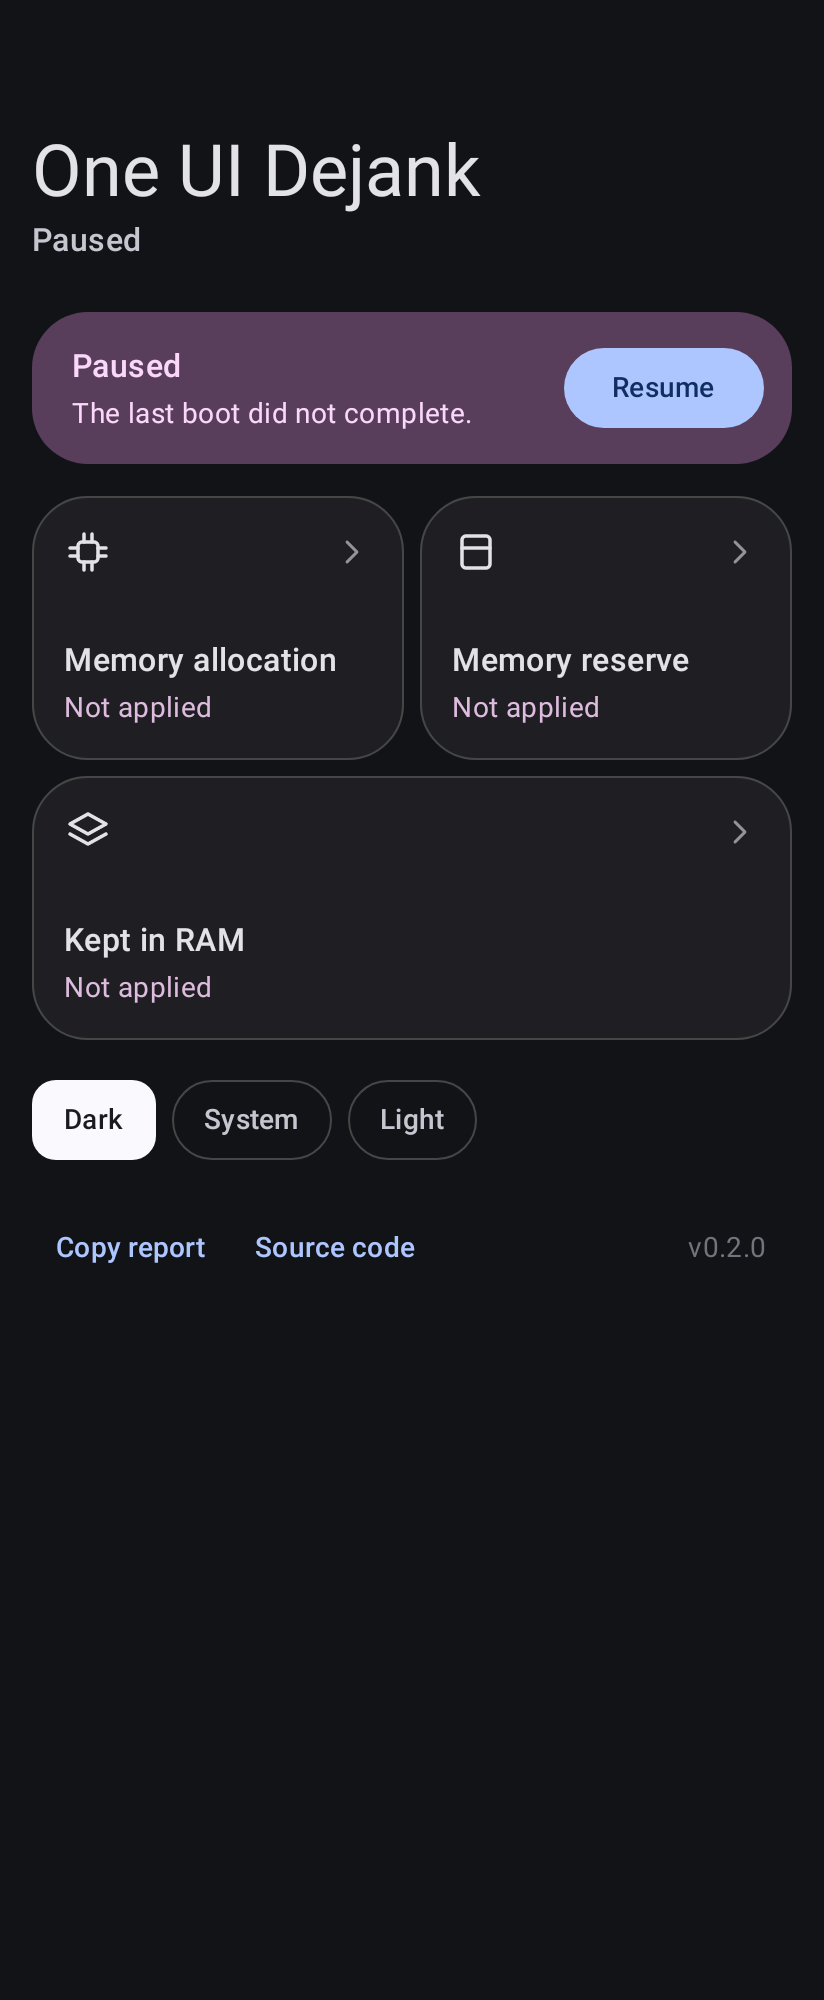 One UI Dejank
Paused
Paused
The last boot did not complete.
Resume
Memory allocation
Not applied
Memory reserve
Not applied
Kept in RAM
Not applied
Dark
System
Light
Copy report
Source code
v0.2.0